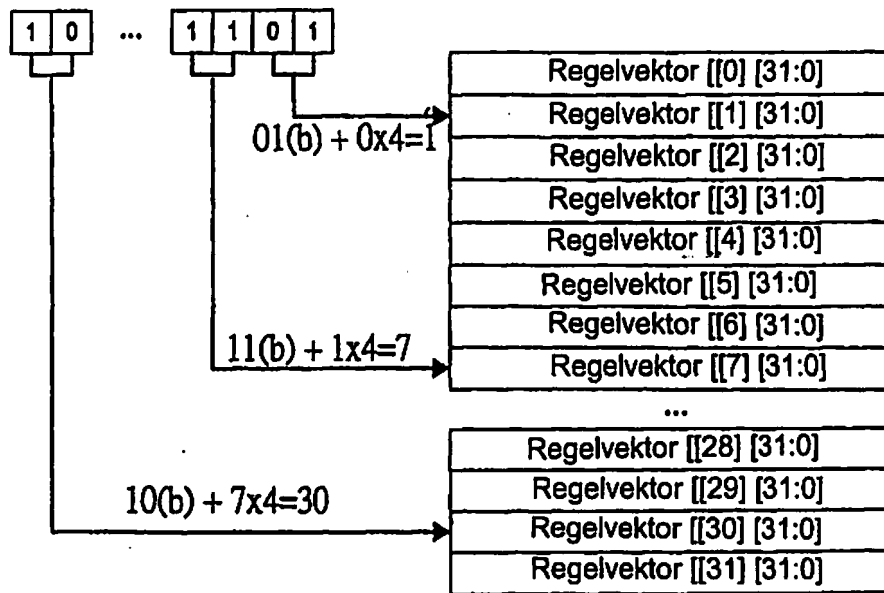 1 0 ... 1 1 0 1
Regelvektor [[0] [31:0]
Regelvektor [[1] [31:0]
01(b) + 0x4=1
Regelvektor [[2] [31:0]
Regelvektor [[3] [31:0]
Regelvektor [[4] [31:0]
Regelvektor [[5] [31:0]
Regelvektor [[6] [31:0]
11(b) + 1x4=7
Regelvektor [[7] [31:0]
...
Regelvektor [[28] [31:0]
Regelvektor [[29] [31:0]
10(b) + 7x4=30
Regelvektor [[30] [31:0]
Regelvektor [[31] [31:0]